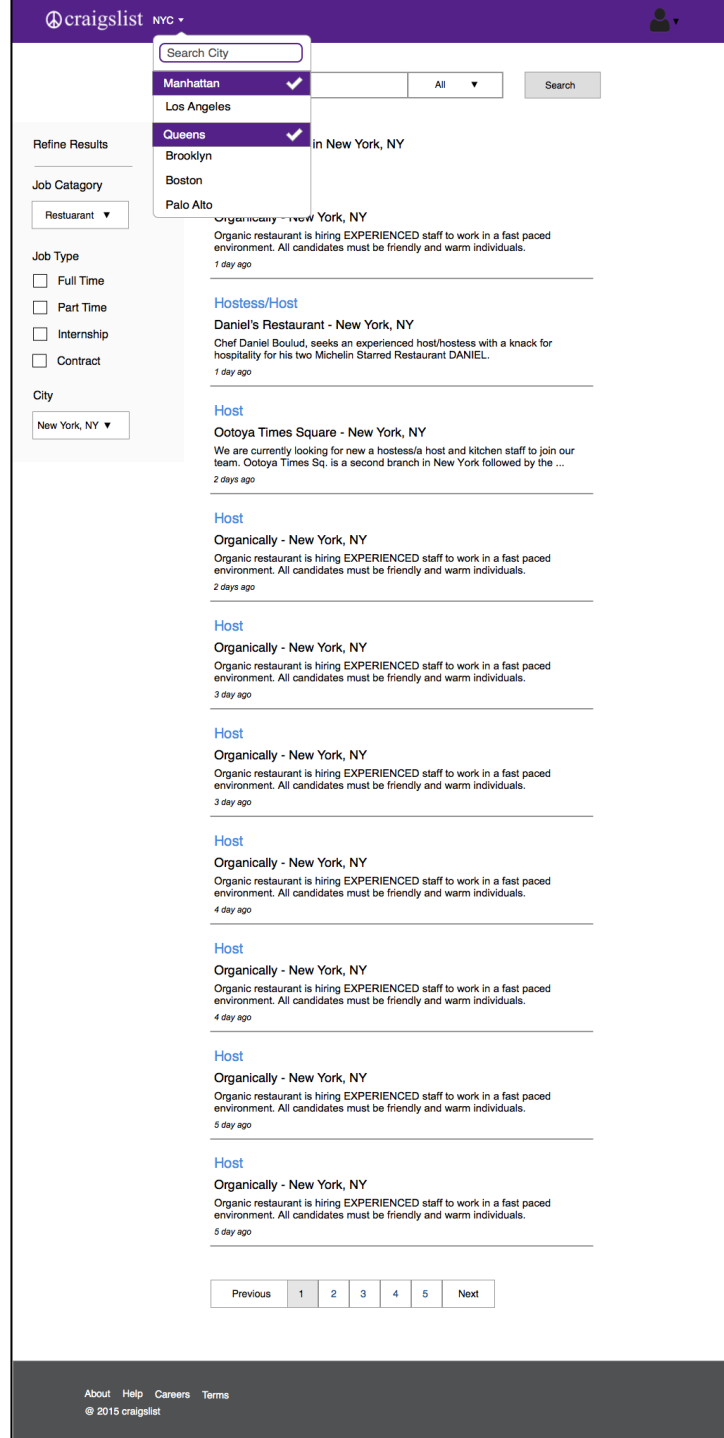 craigslist NYC
Search City
Manhattan
Los Angeles
Queens
Brooklyn
Boston
Palo Alto
All
Search
in New York, NY
Refine Results
Job Catagory
Restuarant
Job Type
Full Time
Part Time
Internship
Contract
City
New York, NY
Organically - New York, NY
Organic restaurant is hiring EXPERIENCED staff to work in a fast paced
environment. All candidates must be friendly and warm individuals.
1 day ago
Hostess/Host
Daniel's Restaurant - New York, NY
Chef Daniel Boulud, seeks an experienced host/hostess with a knack for
hospitality for his two Michelin Starred Restaurant DANIEL.
1 day ago
Host
Ootoya Times Square - New York, NY
We are currently looking for new a hostess/a host and kitchen staff to join our
team. Ootoya Times Sq. is a second branch in New York followed by the ...
2 days ago
Host
Organically - New York, NY
Organic restaurant is hiring EXPERIENCED staff to work in a fast paced
environment. All candidates must be friendly and warm individuals.
2 days ago
Host
Organically - New York, NY
Organic restaurant is hiring EXPERIENCED staff to work in a fast paced
environment. All candidates must be friendly and warm individuals.
3 day ago
Host
Organically - New York, NY
Organic restaurant is hiring EXPERIENCED staff to work in a fast paced
environment. All candidates must be friendly and warm individuals.
3 day ago
Host
Organically - New York, NY
Organic restaurant is hiring EXPERIENCED staff to work in a fast paced
environment. All candidates must be friendly and warm individuals.
4 day ago
Host
Organically - New York, NY
Organic restaurant is hiring EXPERIENCED staff to work in a fast paced
environment. All candidates must be friendly and warm individuals.
4 day ago
Host
Organically - New York, NY
Organic restaurant is hiring EXPERIENCED staff to work in a fast paced
environment. All candidates must be friendly and warm individuals.
5 day ago
Host
Organically - New York, NY
Organic restaurant is hiring EXPERIENCED staff to work in a fast paced
environment. All candidates must be friendly and warm individuals.
5 day ago
Previous 1 2 3 4 5 Next
About Help Careers Terms
@ 2015 craigslist